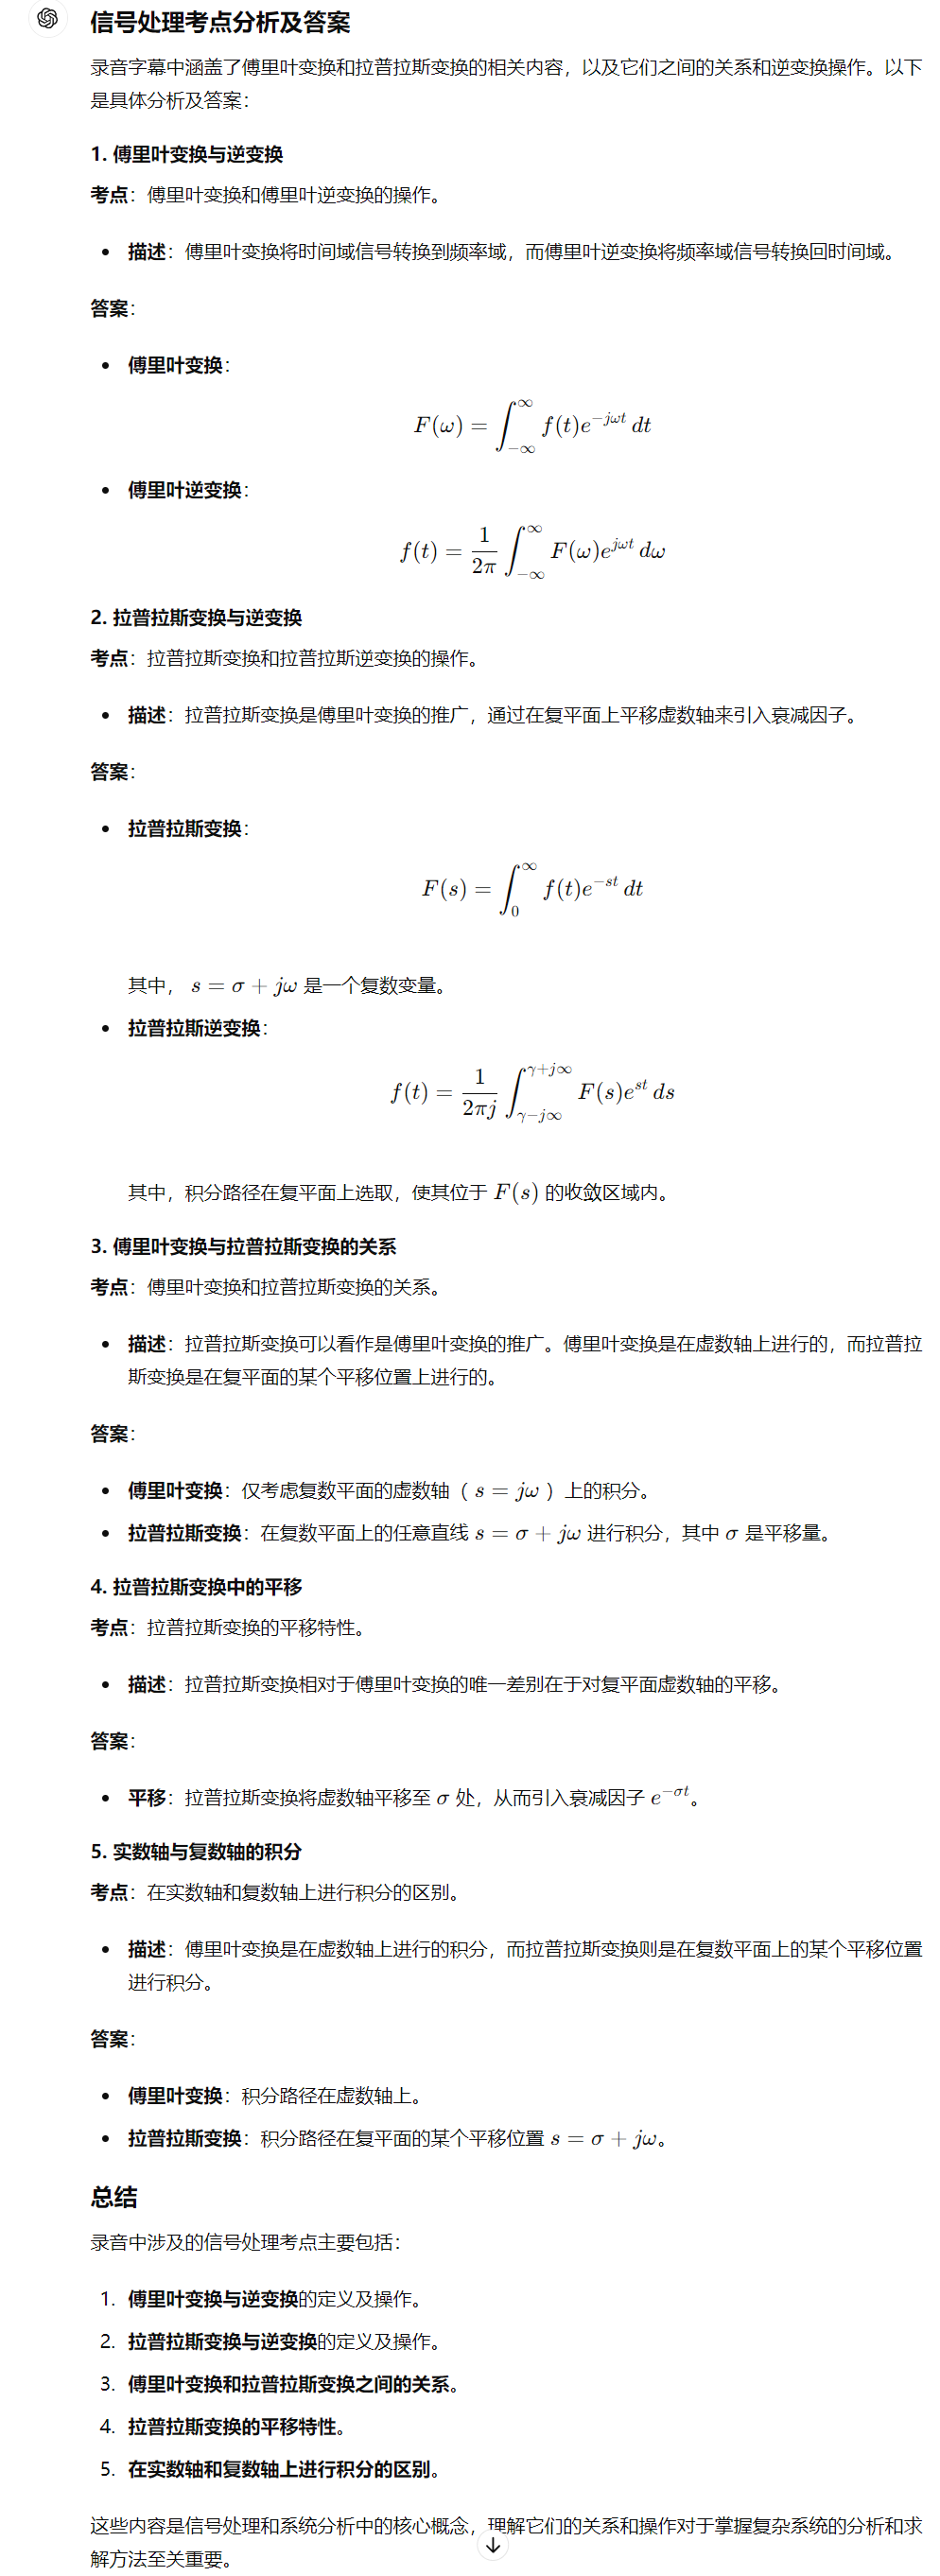 信号处理考点分析及答案
录音字幕中涵盖了傅里叶变换和拉普拉斯变换的相关内容，以及它们之间的关系和逆变换操作。以下
是具体分析及答案：
1. 傅里叶变换与逆变换
考点：傅里叶变换和傅里叶逆变换的操作。
• 描述：傅里叶变换将时间域信号转换到频率域，而傅里叶逆变换将频率域信号转换回时间域。
答案：
• 傅里叶变换：
F(ω) = ∫_{−∞}^{∞} f(t)e^{−jωt} dt
• 傅里叶逆变换：
f(t) = \frac{1}{2π} ∫_{−∞}^{∞} F(ω)e^{jωt} dω
2. 拉普拉斯变换与逆变换
考点：拉普拉斯变换和拉普拉斯逆变换的操作。
• 描述：拉普拉斯变换是傅里叶变换的推广，通过在复平面上平移虚数轴来引入衰减因子。
答案：
• 拉普拉斯变换：
F(s) = ∫_{0}^{∞} f(t)e^{−st} dt
其中， s = σ + jω 是一个复数变量。
• 拉普拉斯逆变换：
f(t) = \frac{1}{2πj} ∫_{γ−j∞}^{γ+j∞} F(s)e^{st} ds
其中，积分路径在复平面上选取，使其位于 F(s) 的收敛区域内。
3. 傅里叶变换与拉普拉斯变换的关系
考点：傅里叶变换和拉普拉斯变换的关系。
• 描述：拉普拉斯变换可以看作是傅里叶变换的推广。傅里叶变换是在虚数轴上进行的，而拉普拉
斯变换是在复平面的某个平移位置上进行的。
答案：
• 傅里叶变换：仅考虑复数平面的虚数轴（ s = jω ）上的积分。
• 拉普拉斯变换：在复数平面上的任意直线 s = σ + jω 进行积分，其中 σ 是平移量。
4. 拉普拉斯变换中的平移
考点：拉普拉斯变换的平移特性。
• 描述：拉普拉斯变换相对于傅里叶变换的唯一差别在于对复平面虚数轴的平移。
答案：
• 平移：拉普拉斯变换将虚数轴平移至 σ 处，从而引入衰减因子 e^{−σt}。
5. 实数轴与复数轴的积分
考点：在实数轴和复数轴上进行积分的区别。
• 描述：傅里叶变换是在虚数轴上进行的积分，而拉普拉斯变换则是在复数平面上的某个平移位置
进行积分。
答案：
• 傅里叶变换：积分路径在虚数轴上。
• 拉普拉斯变换：积分路径在复平面的某个平移位置 s = σ + jω。
总结
录音中涉及的信号处理考点主要包括：
1. 傅里叶变换与逆变换的定义及操作。
2. 拉普拉斯变换与逆变换的定义及操作。
3. 傅里叶变换和拉普拉斯变换之间的关系。
4. 拉普拉斯变换的平移特性。
5. 在实数轴和复数轴上进行积分的区别。
这些内容是信号处理和系统分析中的核心概念，理解它们的关系和操作对于掌握复杂系统的分析和求
解方法至关重要。